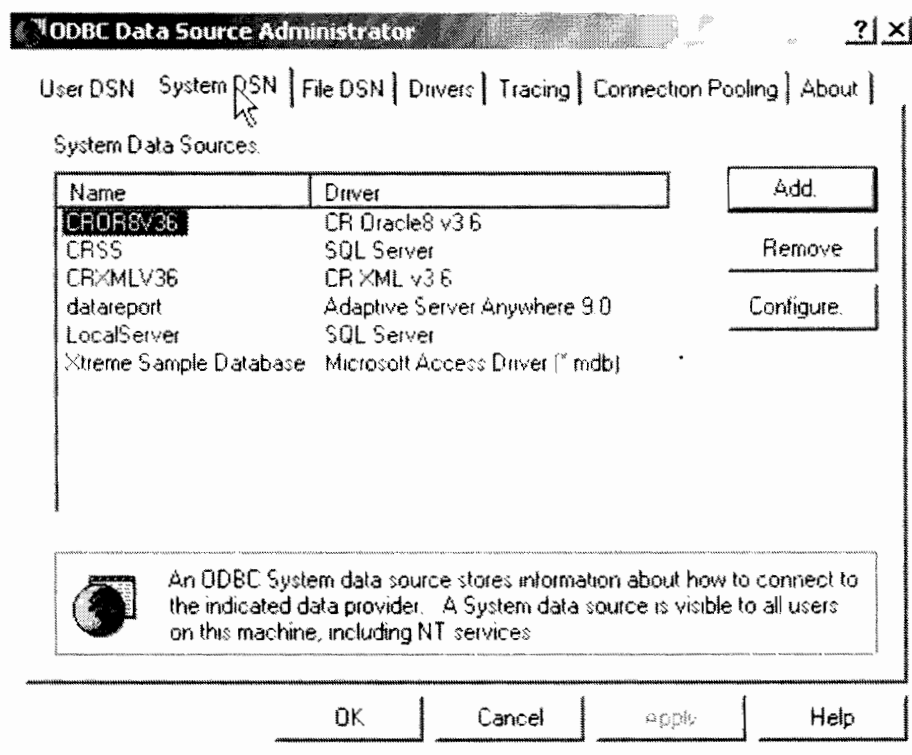 ODBC Data Source Administrator ? X
User DSN System DSN File DSN Drivers Tracing Connection Pooling About
System Data Sources:
Name Driver
CROR8V36 CR Oracle8 v3.6
CRSS SQL Server
CRXMLV36 CR XML v3.6
datareport Adaptive Server Anywhere 9.0
LocalServer SQL Server
Xtreme Sample Database Microsoft Access Driver (*.mdb)
Add...
Remove
Configure...
An ODBC System data source stores information about how to connect to
the indicated data provider. A System data source is visible to all users
on this machine, including NT services
OK Cancel Apply Help